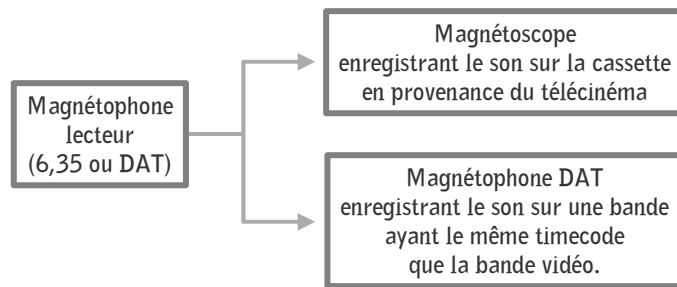 Magnétophone
lecteur
(6,35 ou DAT)
Magnétoscope
enregistrant le son sur la cassette
en provenance du télécinéma
Magnétophone DAT
enregistrant le son sur une bande
ayant le même timecode
que la bande vidéo.